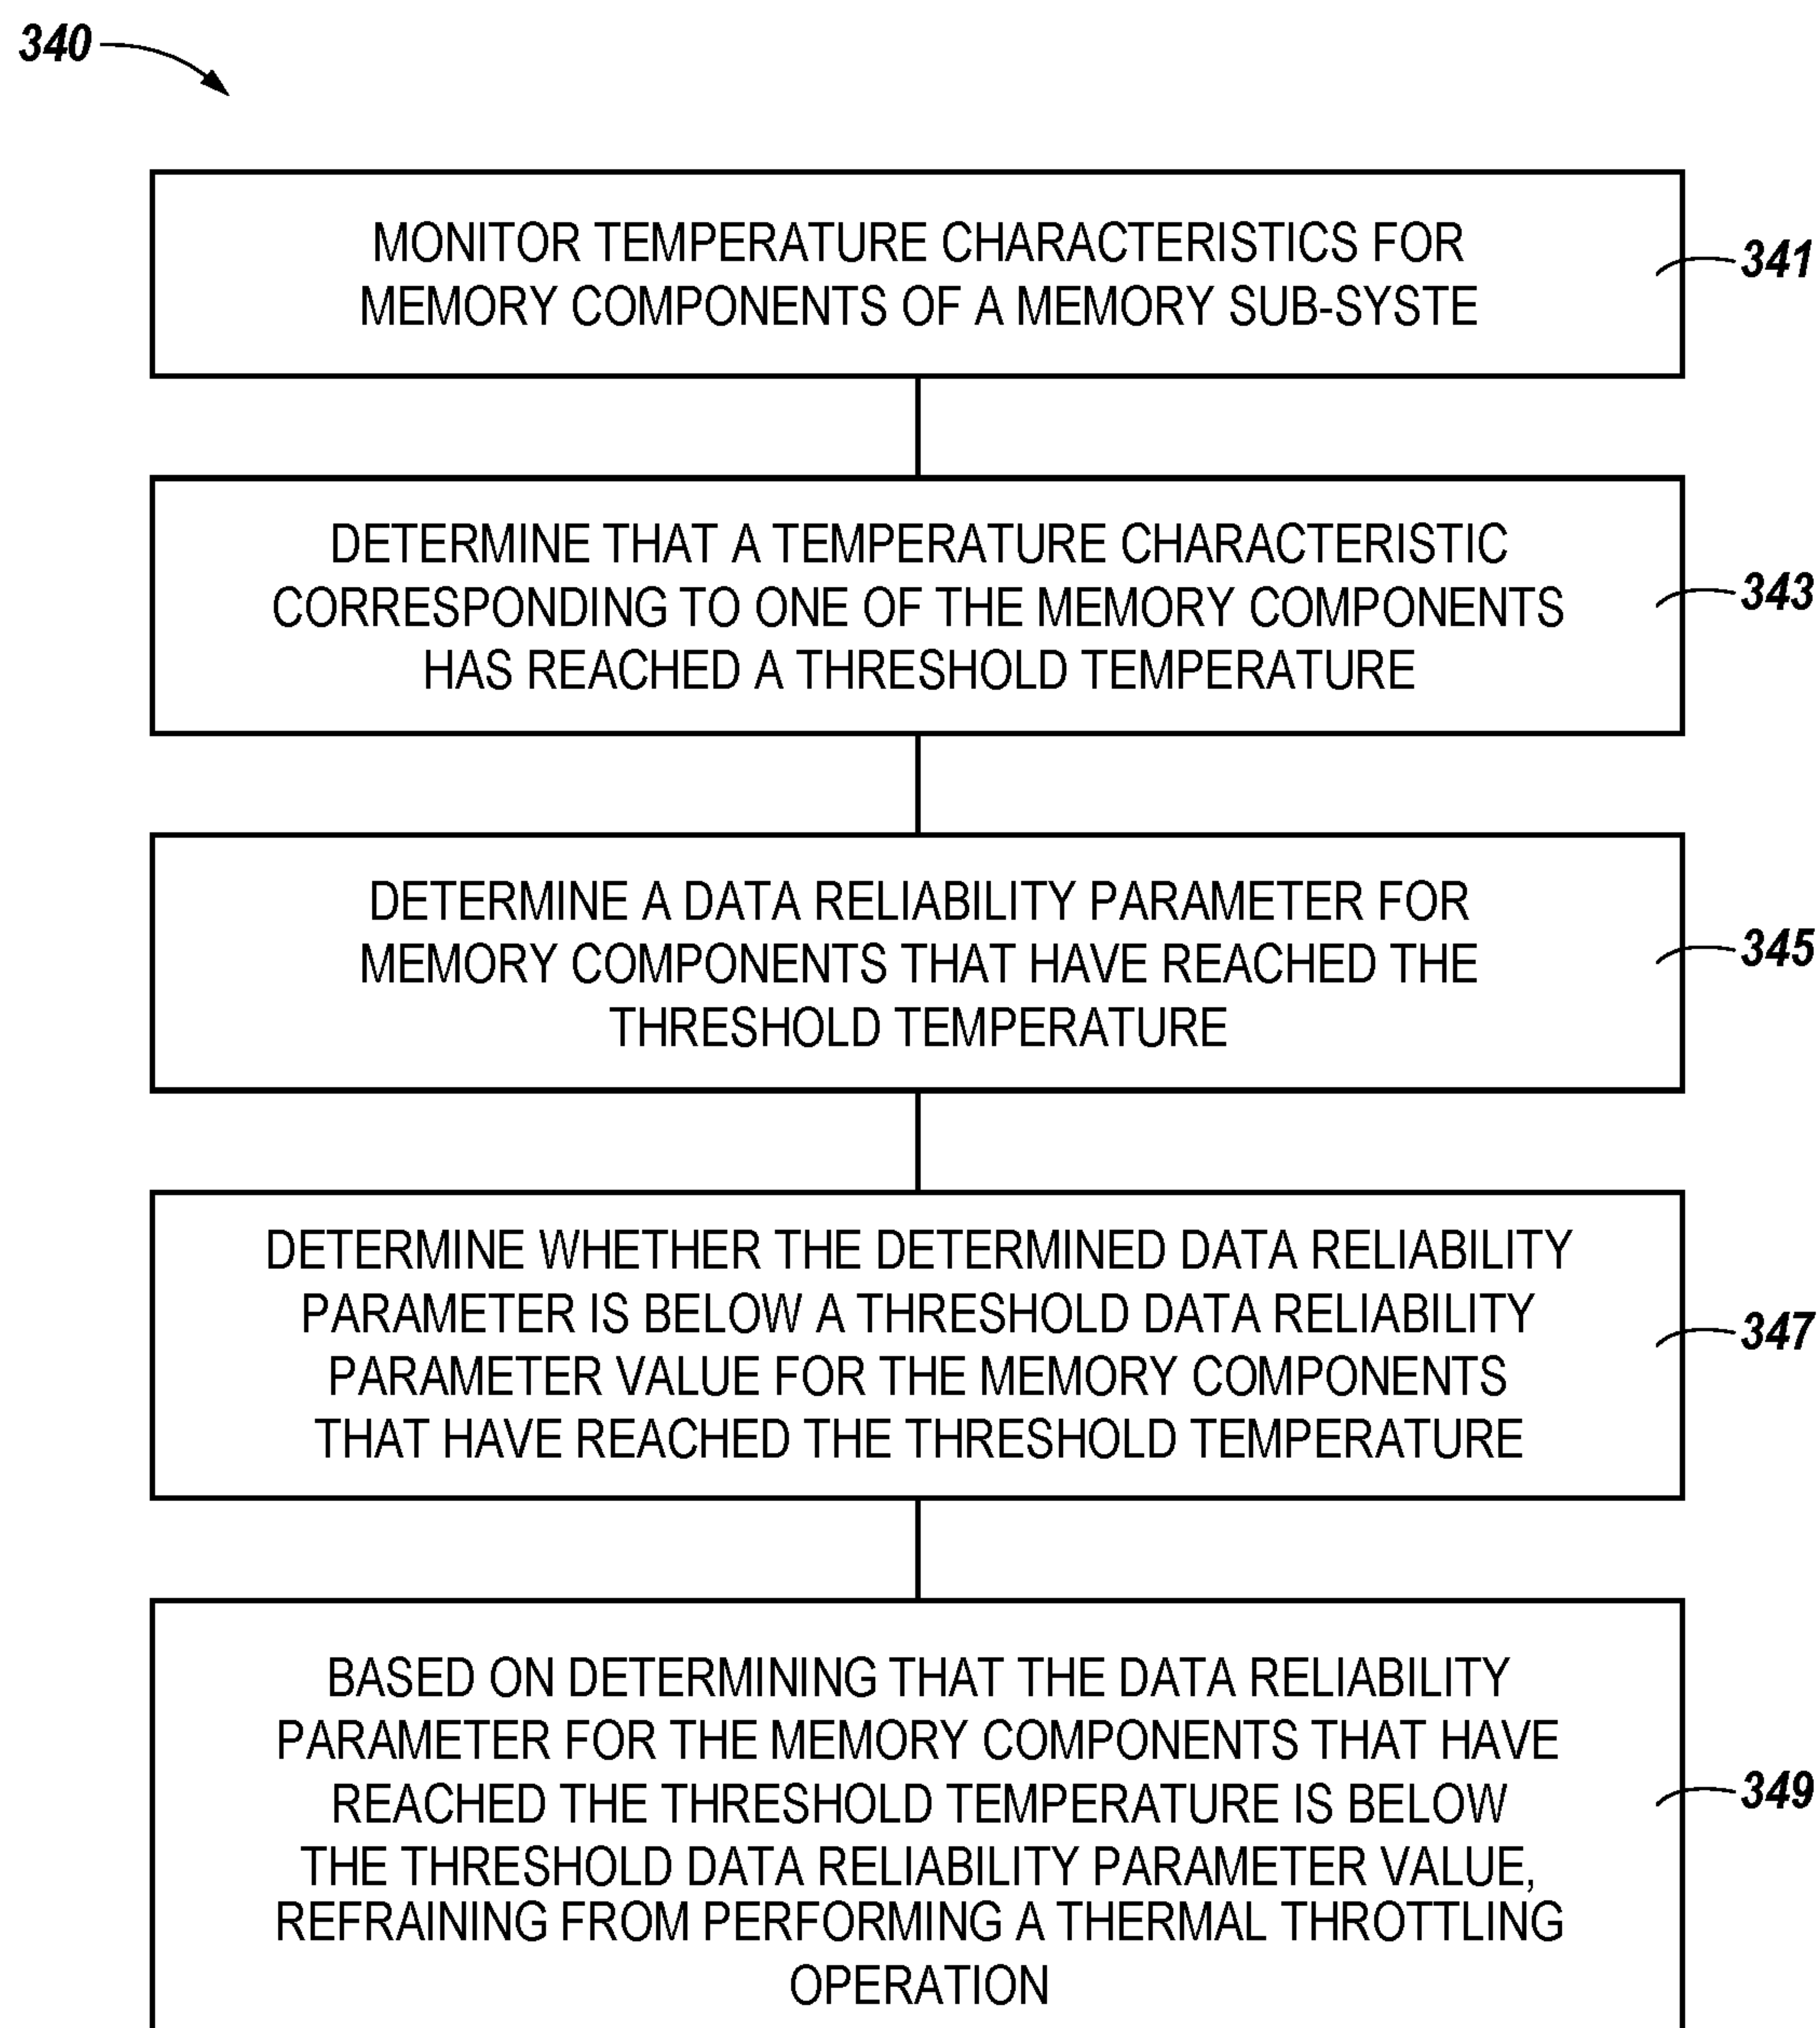 340
MONITOR TEMPERATURE CHARACTERISTICS FOR
MEMORY COMPONENTS OF A MEMORY SUB-SYSTE
341
DETERMINE THAT A TEMPERATURE CHARACTERISTIC
CORRESPONDING TO ONE OF THE MEMORY COMPONENTS
HAS REACHED A THRESHOLD TEMPERATURE
343
DETERMINE A DATA RELIABILITY PARAMETER FOR
MEMORY COMPONENTS THAT HAVE REACHED THE
THRESHOLD TEMPERATURE
345
DETERMINE WHETHER THE DETERMINED DATA RELIABILITY
PARAMETER IS BELOW A THRESHOLD DATA RELIABILITY
PARAMETER VALUE FOR THE MEMORY COMPONENTS
THAT HAVE REACHED THE THRESHOLD TEMPERATURE
347
BASED ON DETERMINING THAT THE DATA RELIABILITY
PARAMETER FOR THE MEMORY COMPONENTS THAT HAVE
REACHED THE THRESHOLD TEMPERATURE IS BELOW
THE THRESHOLD DATA RELIABILITY PARAMETER VALUE,
REFRAINING FROM PERFORMING A THERMAL THROTTLING
OPERATION
349